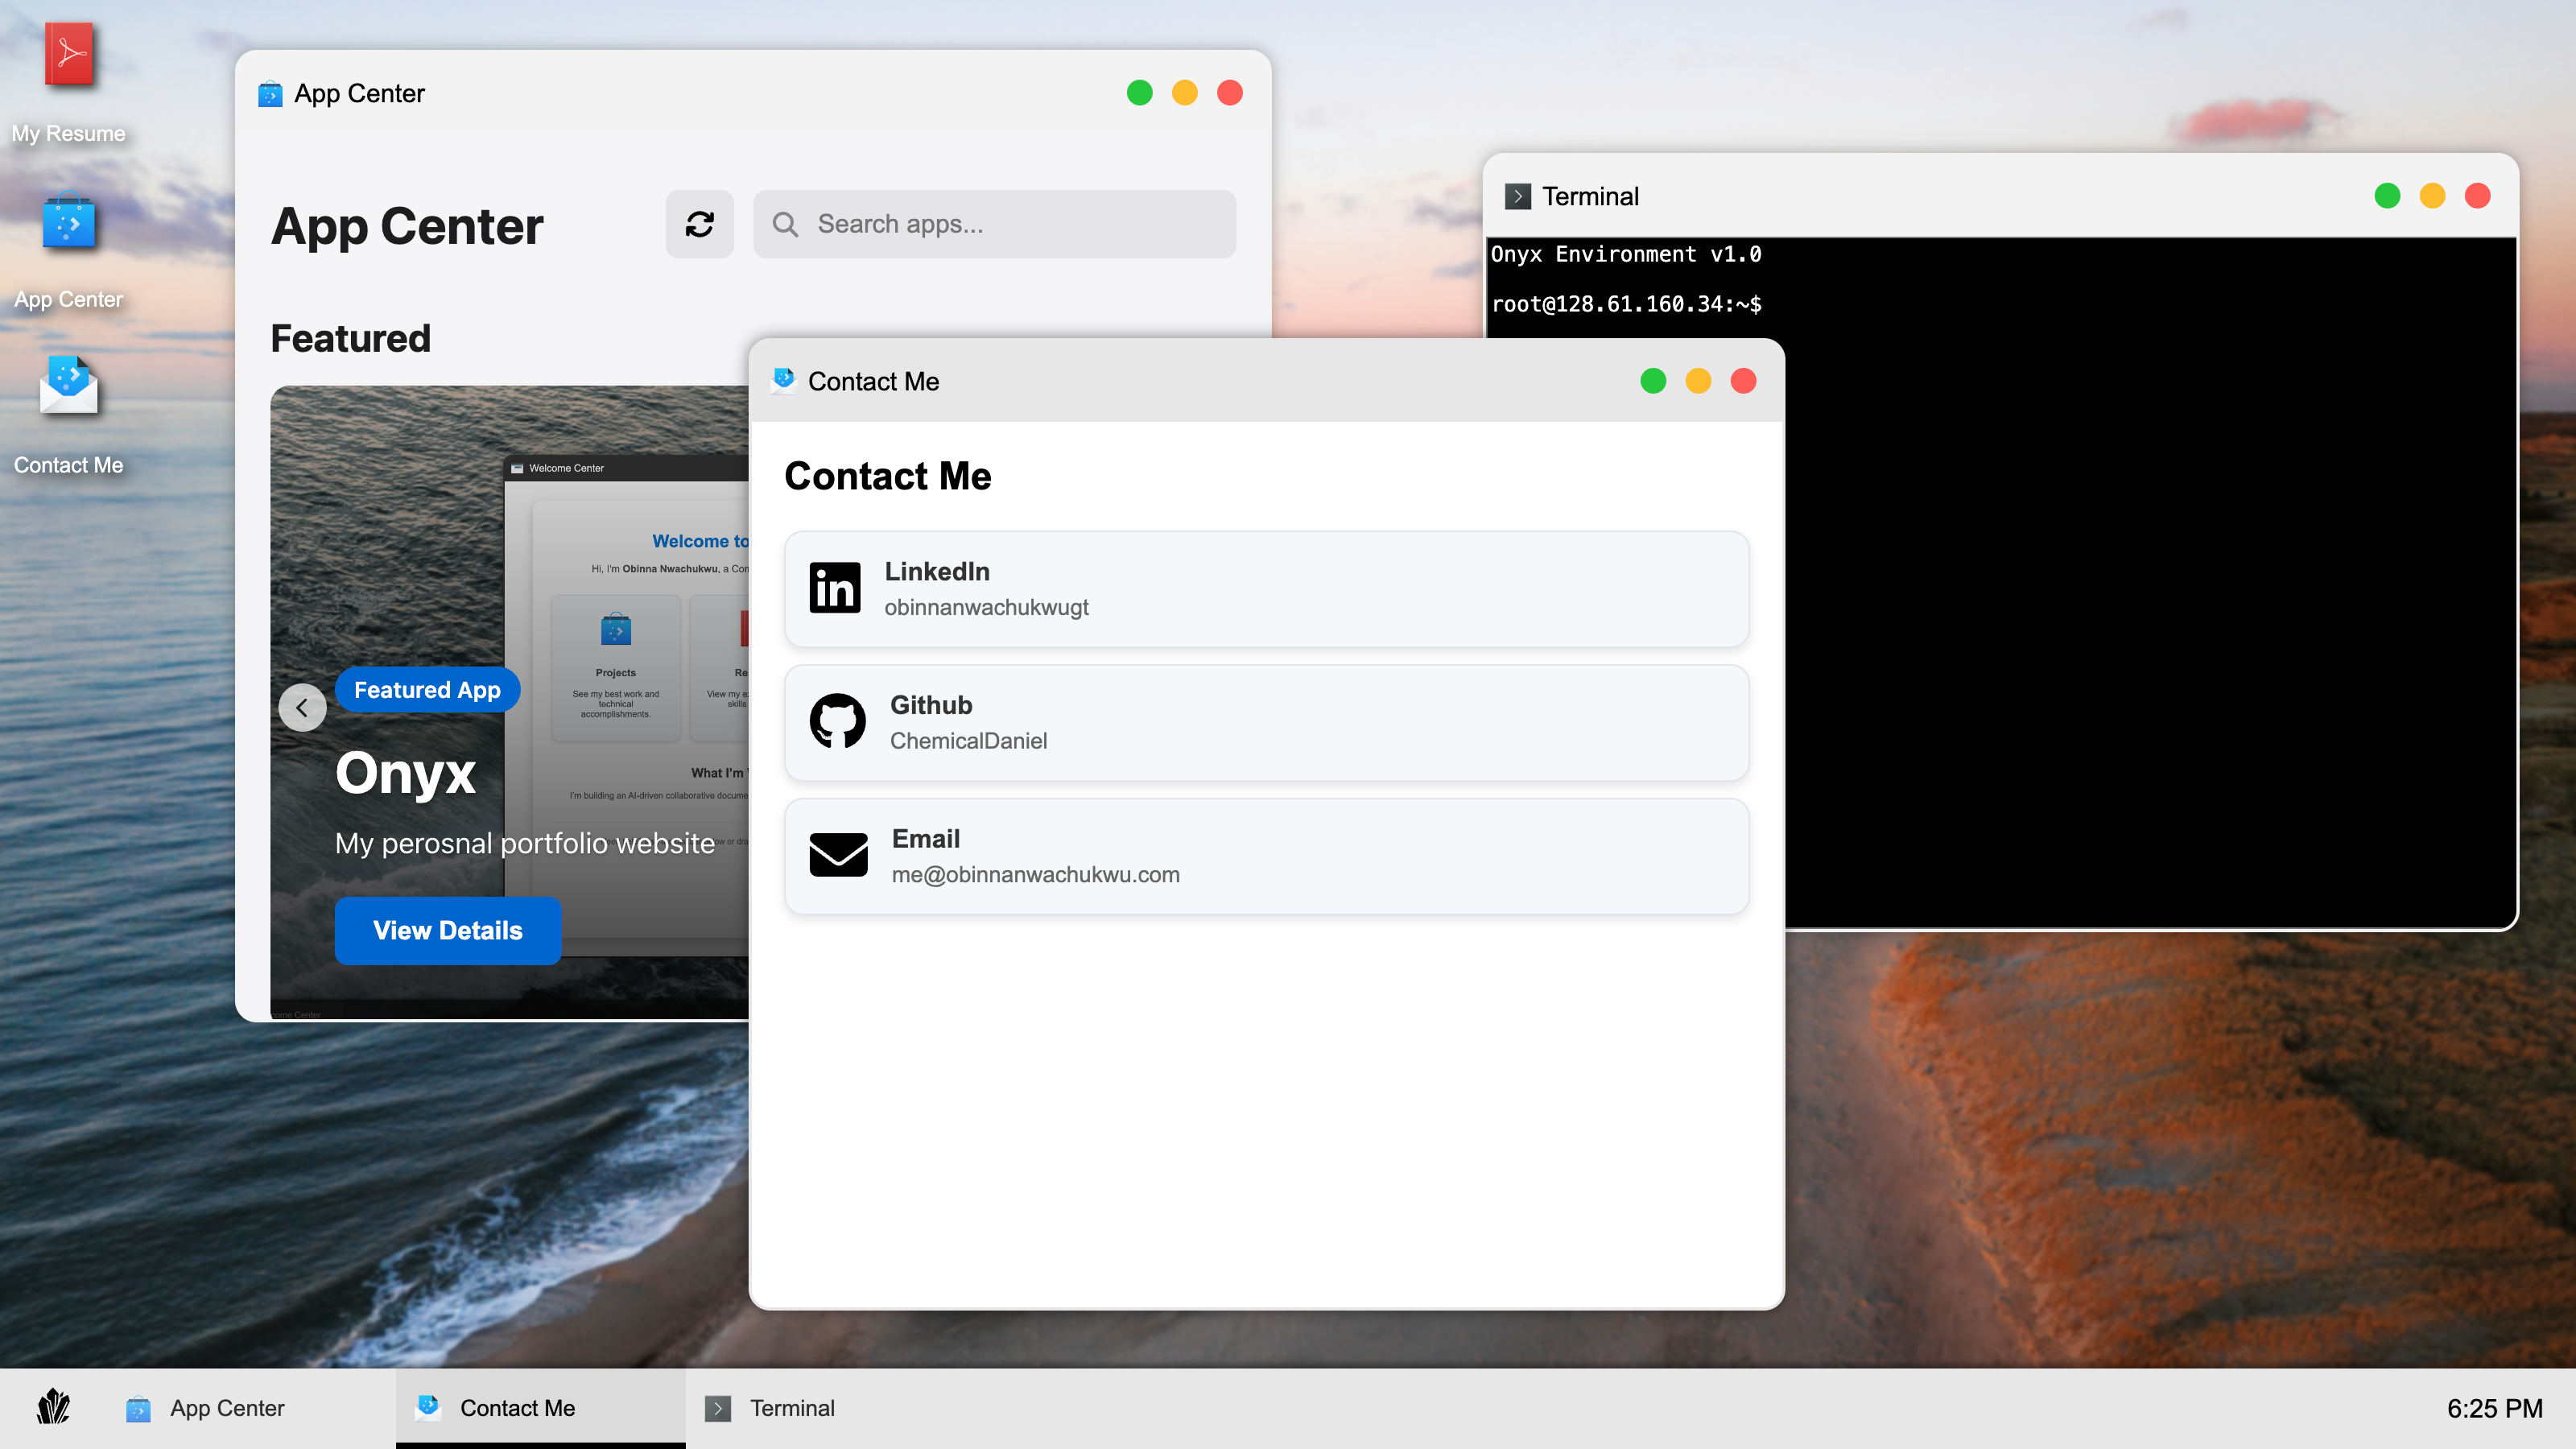 My Resume
App Center
Contact Me
App Center
App Center
Search apps...
Featured
Welcome Center
Welcome to
Hi, I'm Obinna Nwachukwu, a
Projects
See my best work and
technical
accomplishments.
View my
skills
What I'm
I'm building an AI-driven collaborative
Featured App
Onyx
My perosnal portfolio website
View Details
Terminal
Onyx Environment v1.0
root@128.61.160.34:~$
Contact Me
Contact Me
LinkedIn
obinnanwachukwugt
Github
ChemicalDaniel
Email
me@obinnanwachukwu.com
App Center
Contact Me
Terminal
6:25 PM